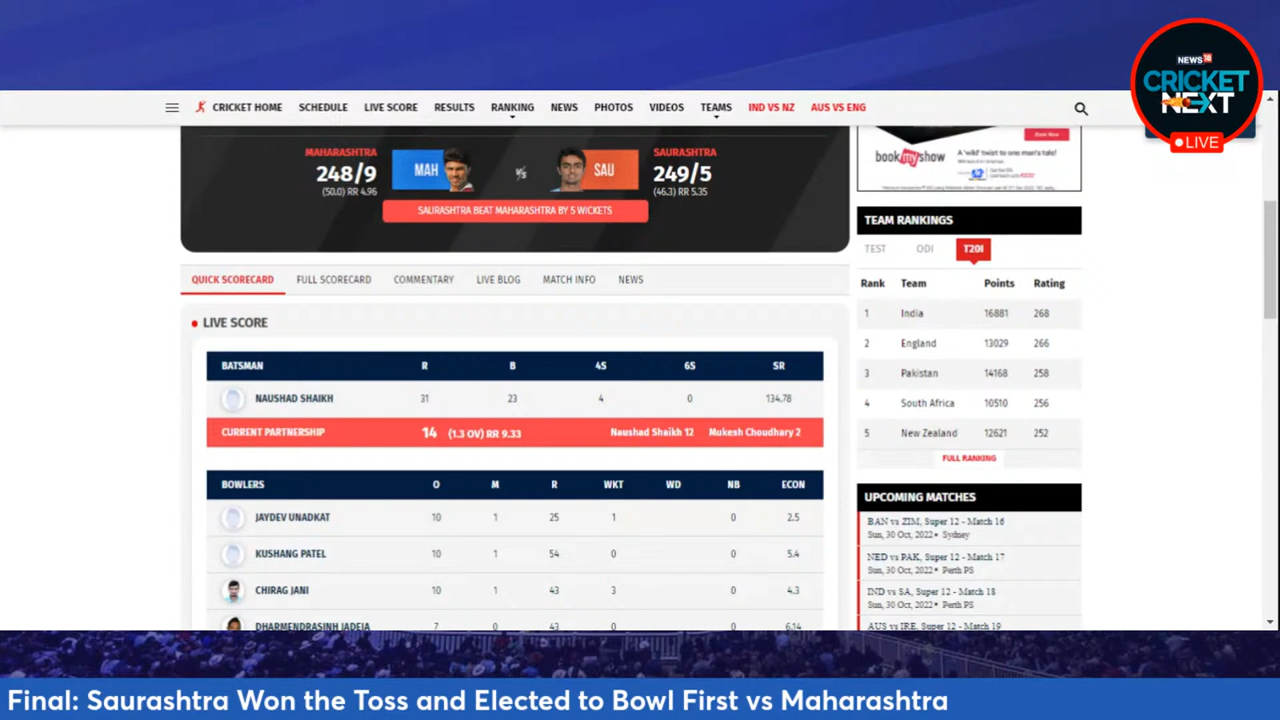 NEWS18
CRICKET
NEXT
LIVE
CRICKET HOME SCHEDULE LIVE SCORE RESULTS RANKING NEWS PHOTOS VIDEOS TEAMS IND VS NZ AUS VS ENG
MAHARASHTRA
248/9
(50.0) RR 4.96
MAH
V/S
SAU
SAURASHTRA
249/5
(46.3) RR 5.35
SAURASHTRA BEAT MAHARASHTRA BY 5 WICKETS
Book Now
bookmyshow
A 'wild' twist to one man's tale!
QUICK SCORECARD FULL SCORECARD COMMENTARY LIVE BLOG MATCH INFO NEWS
LIVE SCORE
BATSMAN R B 4S 6S SR
NAUSHAD SHAIKH 31 23 4 0 134.78
CURRENT PARTNERSHIP 14 (1.3 OV) RR 9.33 Naushad Shaikh 12 Mukesh Choudhary 2
BOWLERS O M R WKT WD NB ECON
JAYDEV UNADKAT 10 1 25 1 0 2.5
KUSHANG PATEL 10 1 54 0 0 5.4
CHIRAG JANI 10 1 43 3 0 4.3
DHARMENDRASINH JADEJA 7 0 43 0 0 6.14
TEAM RANKINGS
TEST ODI T20I
Rank Team Points Rating
1 India 16881 268
2 England 13029 266
3 Pakistan 14168 258
4 South Africa 10510 256
5 New Zealand 12621 252
FULL RANKING
UPCOMING MATCHES
BAN vs ZIM, Super 12 - Match 16
Sun, 30 Oct, 2022• Sydney
NED vs PAK, Super 12 - Match 17
Sun, 30 Oct, 2022• Perth PS
IND vs SA, Super 12 - Match 18
Sun, 30 Oct, 2022• Perth PS
AUS vs IRE, Super 12 - Match 19
Final: Saurashtra Won the Toss and Elected to Bowl First vs Maharashtra